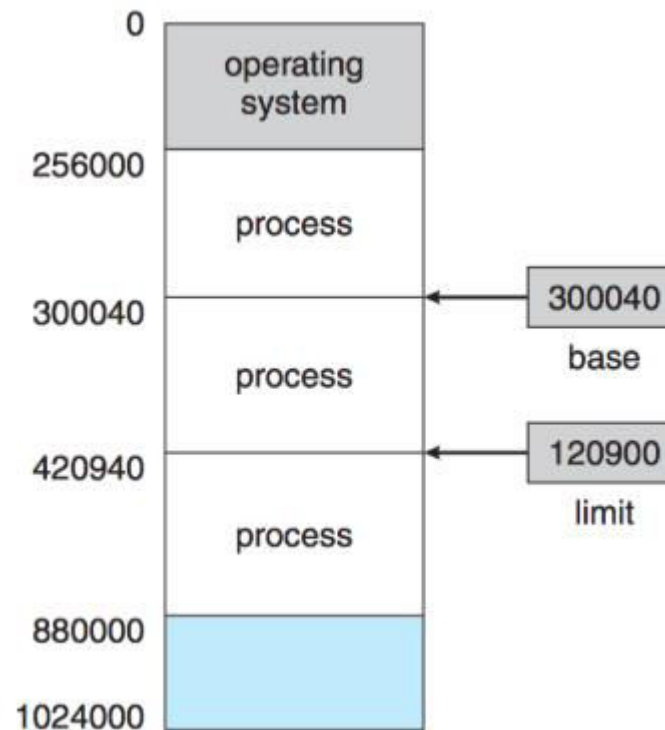 0
operating
system
256000
process
300040
300040
base
process
420940
120900
limit
process
880000
1024000